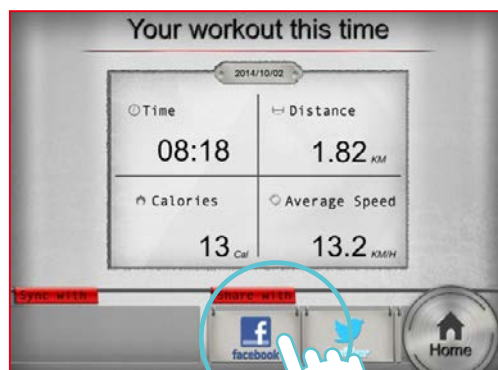 Your workout this time
2014/10/02
Time
Distance
08:18
1.82 KM
Calories
Average Speed
13 Cal
13.2 KM/H
Sync with
Share with
facebook
Home